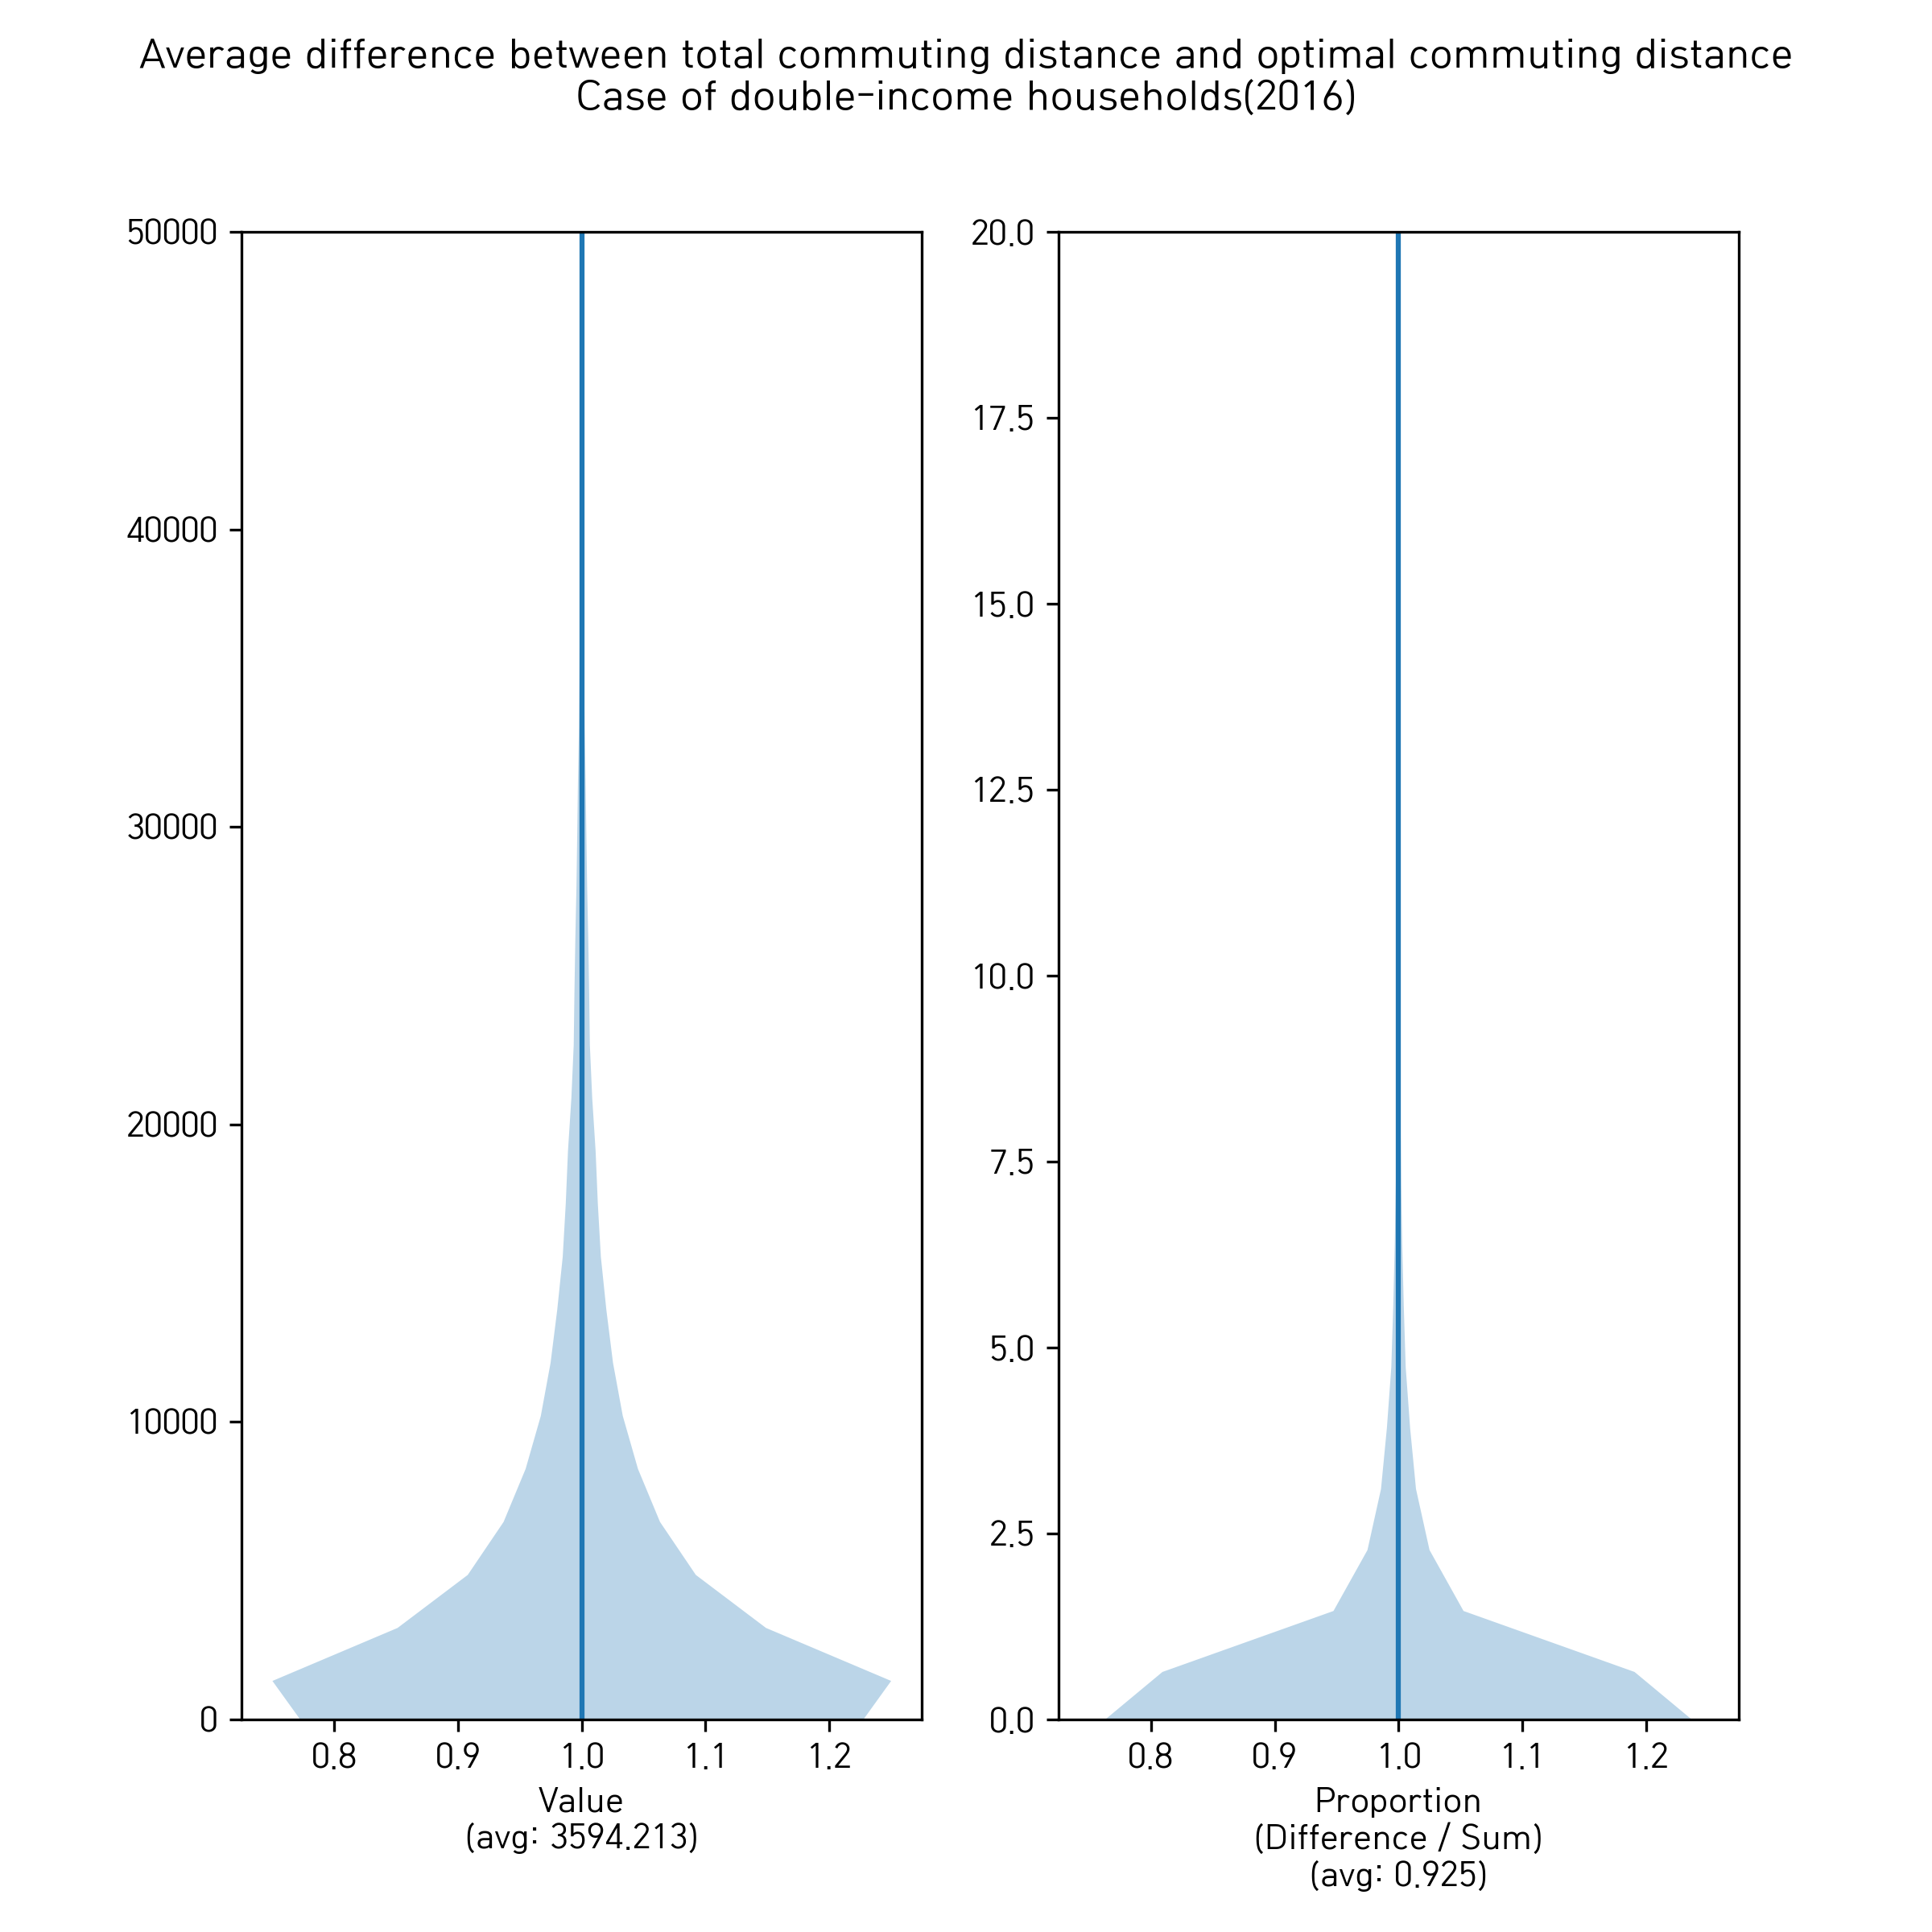 Average difference between total commuting distance and optimal commuting distance
Case of double-income households(2016)
50000
40000
30000
20000
10000
0
0.8 0.9 1.0 1.1 1.2
Value
(avg: 3594.213)
20.0
17.5
15.0
12.5
10.0
7.5
5.0
2.5
0.0
0.8 0.9 1.0 1.1 1.2
Proportion
(Difference / Sum)
(avg: 0.925)